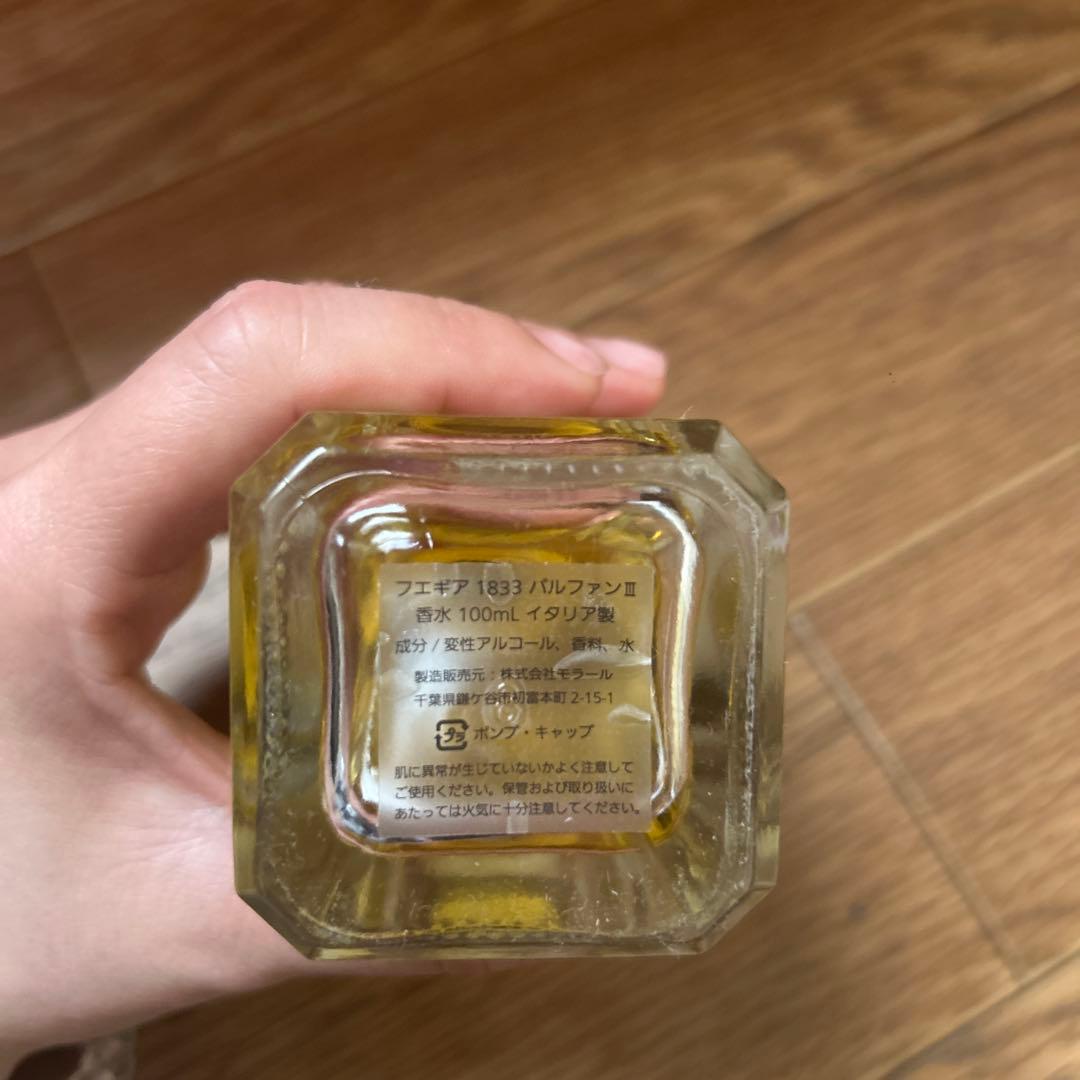 フエギア 1833 パルファンⅢ
香水 100mL イタリア製
成分 / 変性アルコール、香料、水
製造販売元：株式会社モラール
千葉県鎌ケ谷市初富本町 2-15-1
プラ ポンプ・キャップ
肌に異常が生じていないかよく注意して
ご使用ください。保管および取り扱いに
あたっては火気に十分注意してください。